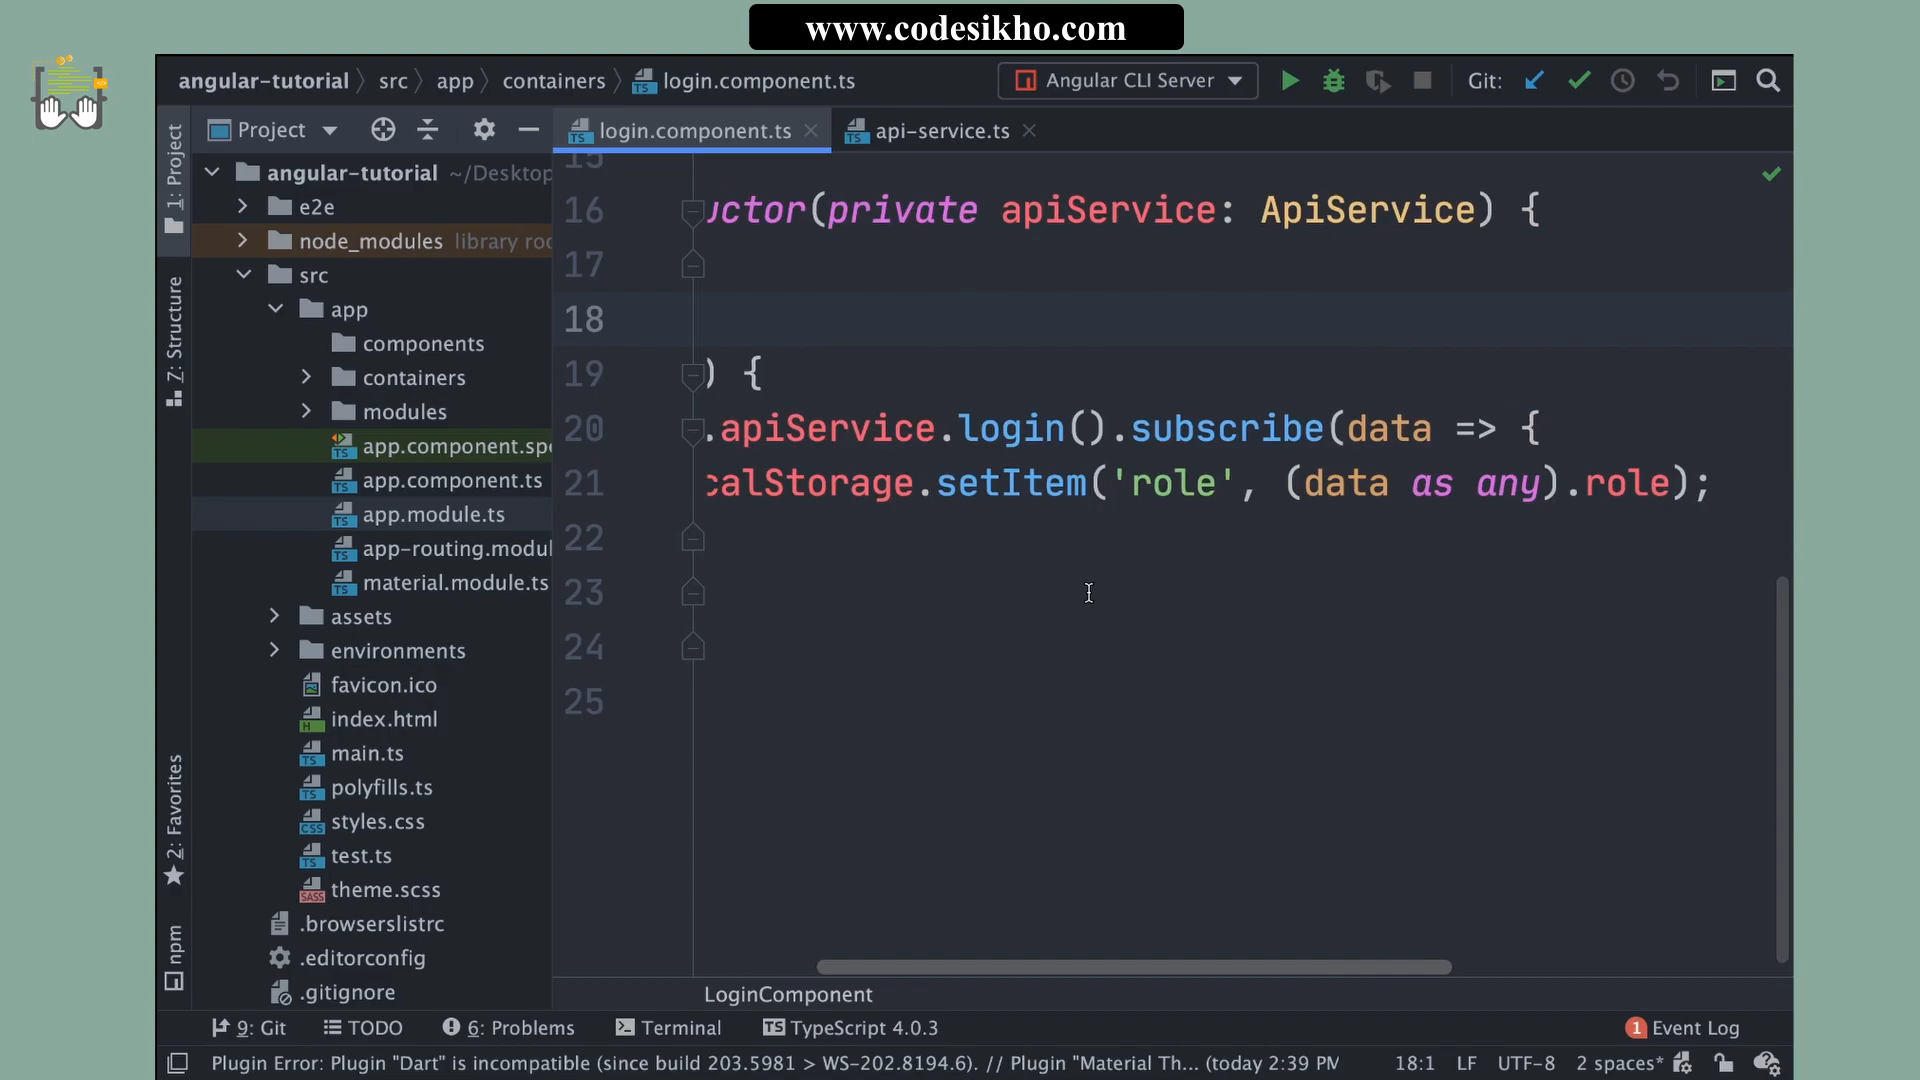 www.codesikho.com
angular-tutorial src app containers login.component.ts Angular CLI Server Git:
Project login.component.ts api-service.ts
1: Project
Z: Structure
2: Favorites
npm
angular-tutorial ~/Desktop
e2e
node_modules library roo
src
app
components
containers
modules
app.component.spe
app.component.ts
app.module.ts
app-routing.modul
material.module.ts
assets
environments
favicon.ico
index.html
main.ts
polyfills.ts
styles.css
test.ts
theme.scss
.browserslistrc
.editorconfig
.gitignore
15
16 uctor(private apiService: ApiService) {
17
18
19 ) {
20 .apiService.login().subscribe(data => {
21 calStorage.setItem('role', (data as any).role);
22
23
24
25
LoginComponent
9: Git TODO 6: Problems Terminal TypeScript 4.0.3 1 Event Log
Plugin Error: Plugin "Dart" is incompatible (since build 203.5981 > WS-202.8194.6). // Plugin "Material Th... (today 2:39 PM 18:1 LF UTF-8 2 spaces*